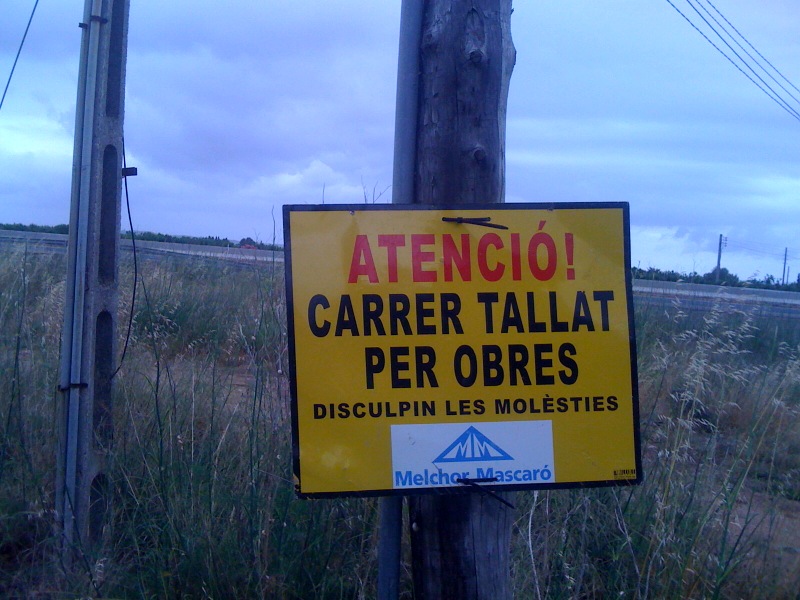 ATENCIÓ!
CARRER TALLAT
PER OBRES
DISCULPIN LES MOLÈSTIES
Melchor Mascaró